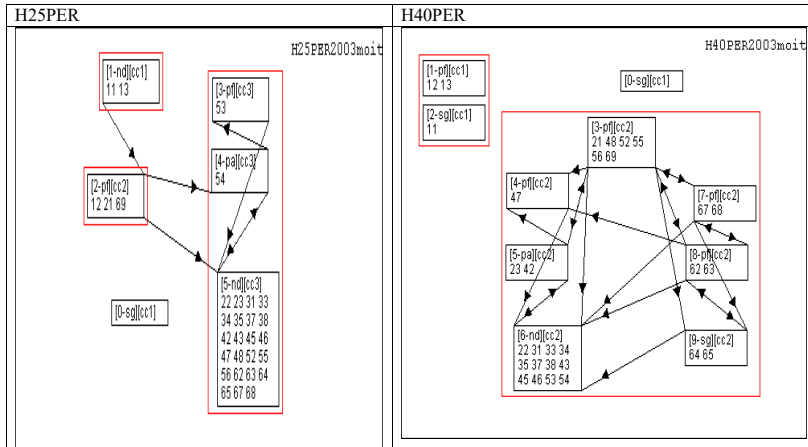 H25PER
H40PER
H25PER2003moit
[1-nd][cc1]
11 13
[3-pf][cc3]
53
[4-pa][cc3]
54
[2-pf][cc2]
12 21 69
[0-sg][cc1]
[5-nd][cc3]
22 23 31 33
34 35 37 38
42 43 45 46
47 48 52 55
56 62 63 64
65 67 68
H40PER2003moit
[1-pf][cc1]
12 13
[2-sg][cc1]
11
[0-sg][cc1]
[3-pf][cc2]
21 48 52 55
56 69
[4-pf][cc2]
47
[7-pf][cc2]
67 68
[5-pa][cc2]
23 42
[8-pf][cc2]
62 63
[6-nd][cc2]
22 31 33 34
35 37 38 43
45 46 53 54
[9-sg][cc2]
64 65